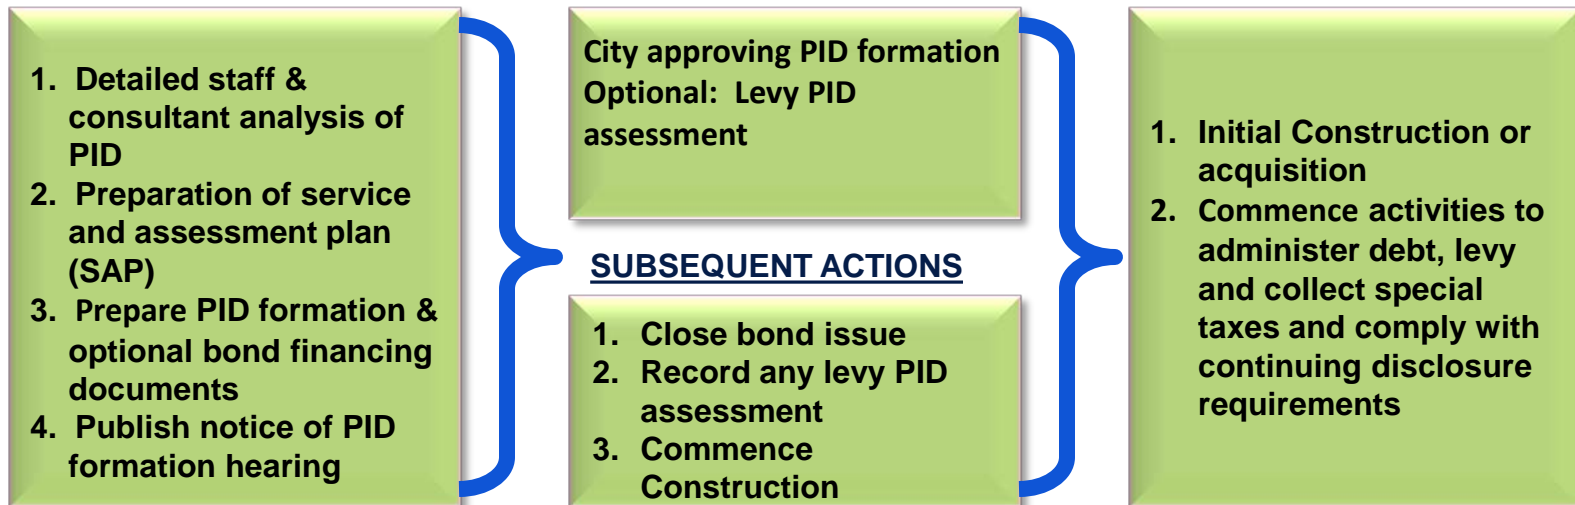 1. Detailed staff &
consultant analysis of
PID
2. Preparation of service
and assessment plan
(SAP)
3. Prepare PID formation &
optional bond financing
documents
4. Publish notice of PID
formation hearing
City approving PID formation
Optional: Levy PID
assessment
SUBSEQUENT ACTIONS
1. Close bond issue
2. Record any levy PID
assessment
3. Commence
Construction
1. Initial Construction or
acquisition
2. Commence activities to
administer debt, levy
and collect special
taxes and comply with
continuing disclosure
requirements